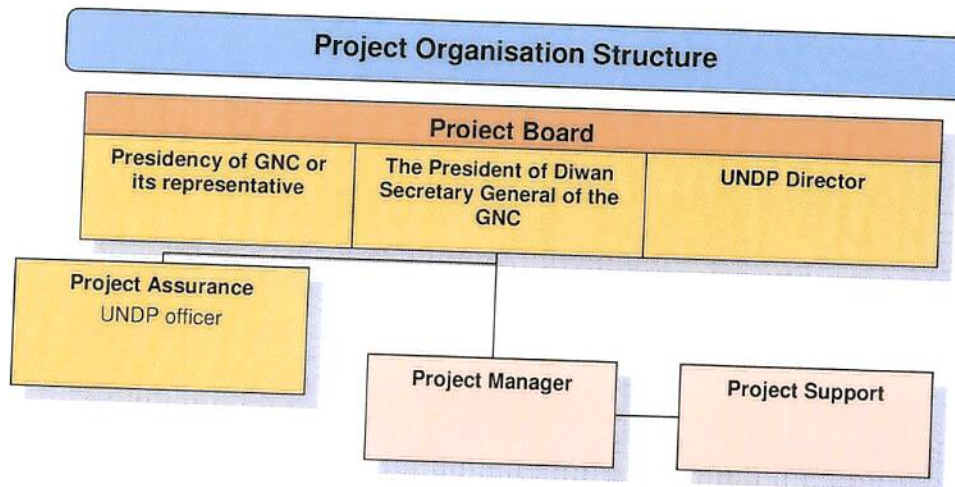 Project Organisation Structure
Project Board
Presidency of GNC or
its representative
The President of Diwan
Secretary General of the
GNC
UNDP Director
Project Assurance
UNDP officer
Project Manager
Project Support